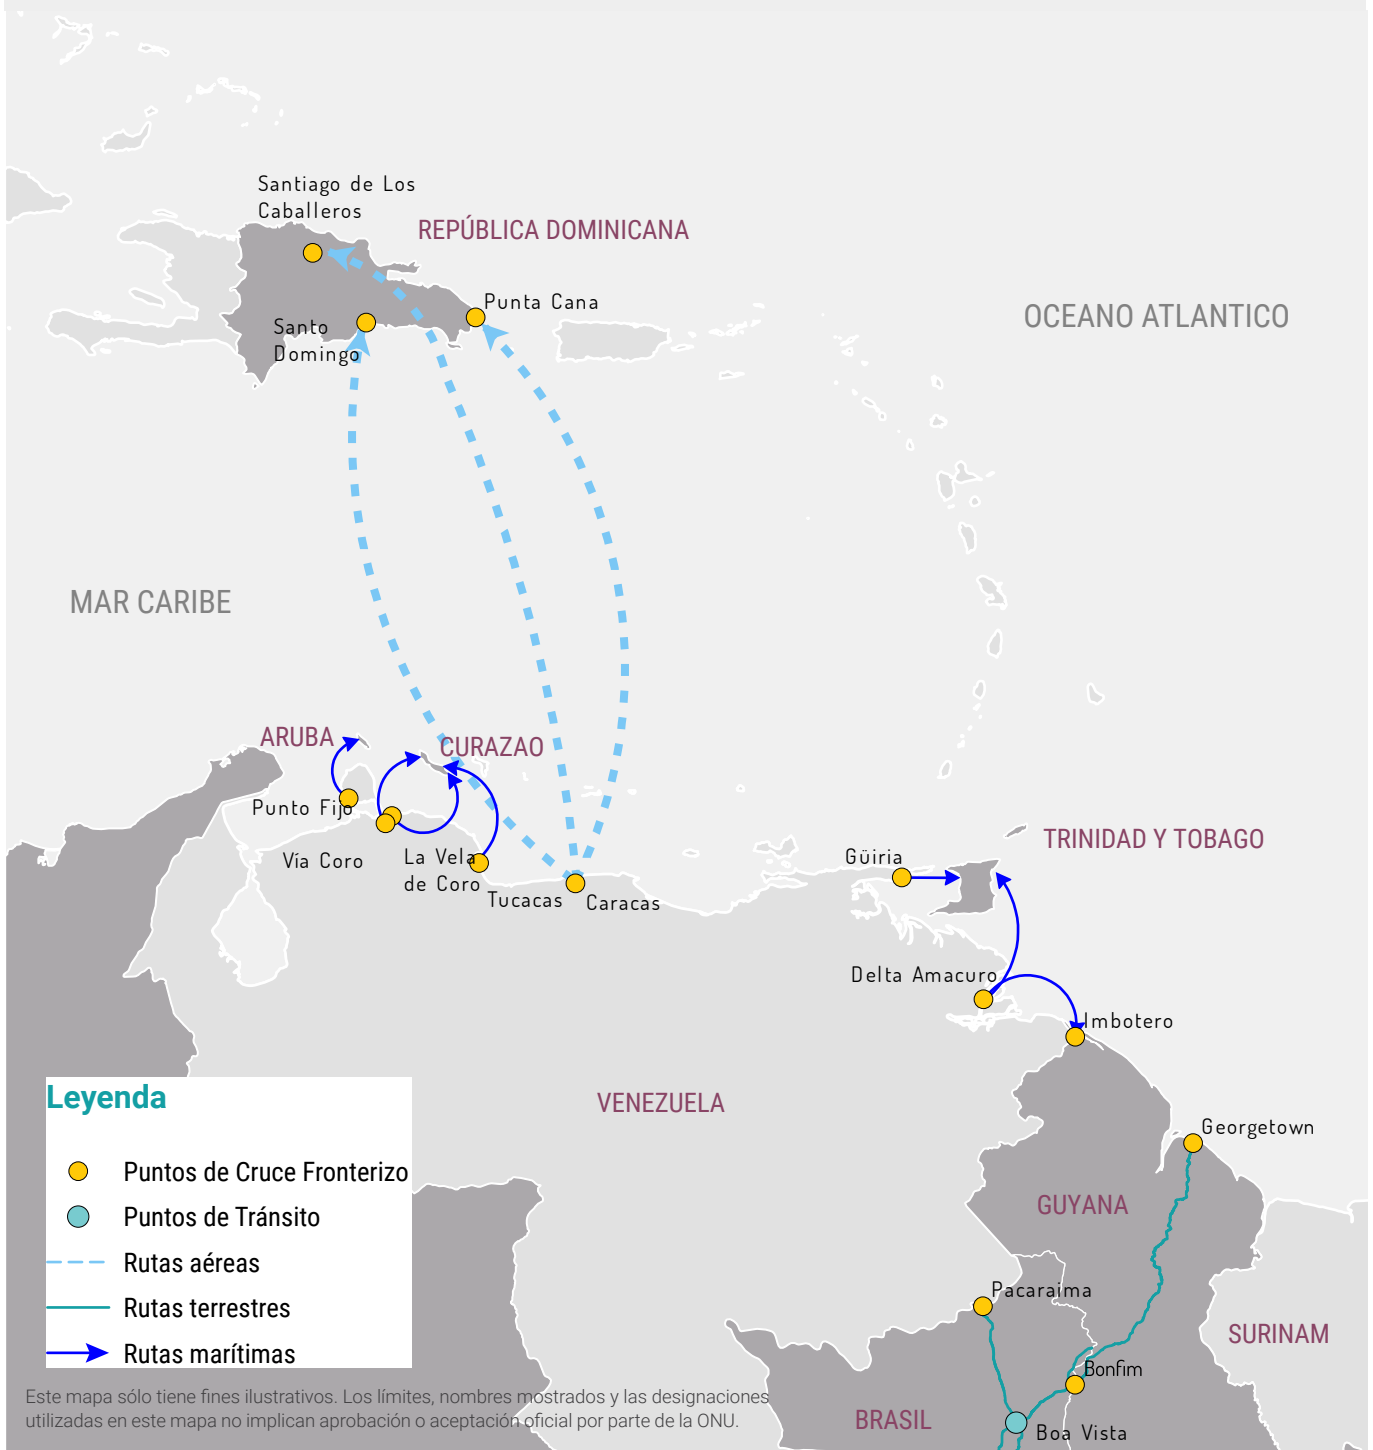 Santiago de Los
Caballeros
REPÚBLICA DOMINICANA
Punta Cana
OCEANO ATLANTICO
Santo
Domingo
MAR CARIBE
ARUBA
CURAZAO
Punto Fijo
TRINIDAD Y TOBAGO
Vía Coro
La Vela
de Coro
Güiria
Tucacas
Caracas
Delta Amacuro
Imbotero
VENEZUELA
Georgetown
GUYANA
Pacaraima
SURINAM
Bonfim
BRASIL
Boa Vista
Leyenda
Puntos de Cruce Fronterizo
Puntos de Tránsito
Rutas aéreas
Rutas terrestres
Rutas marítimas
Este mapa sólo tiene fines ilustrativos. Los límites, nombres mostrados y las designaciones
utilizadas en este mapa no implican aprobación o aceptación oficial por parte de la ONU.